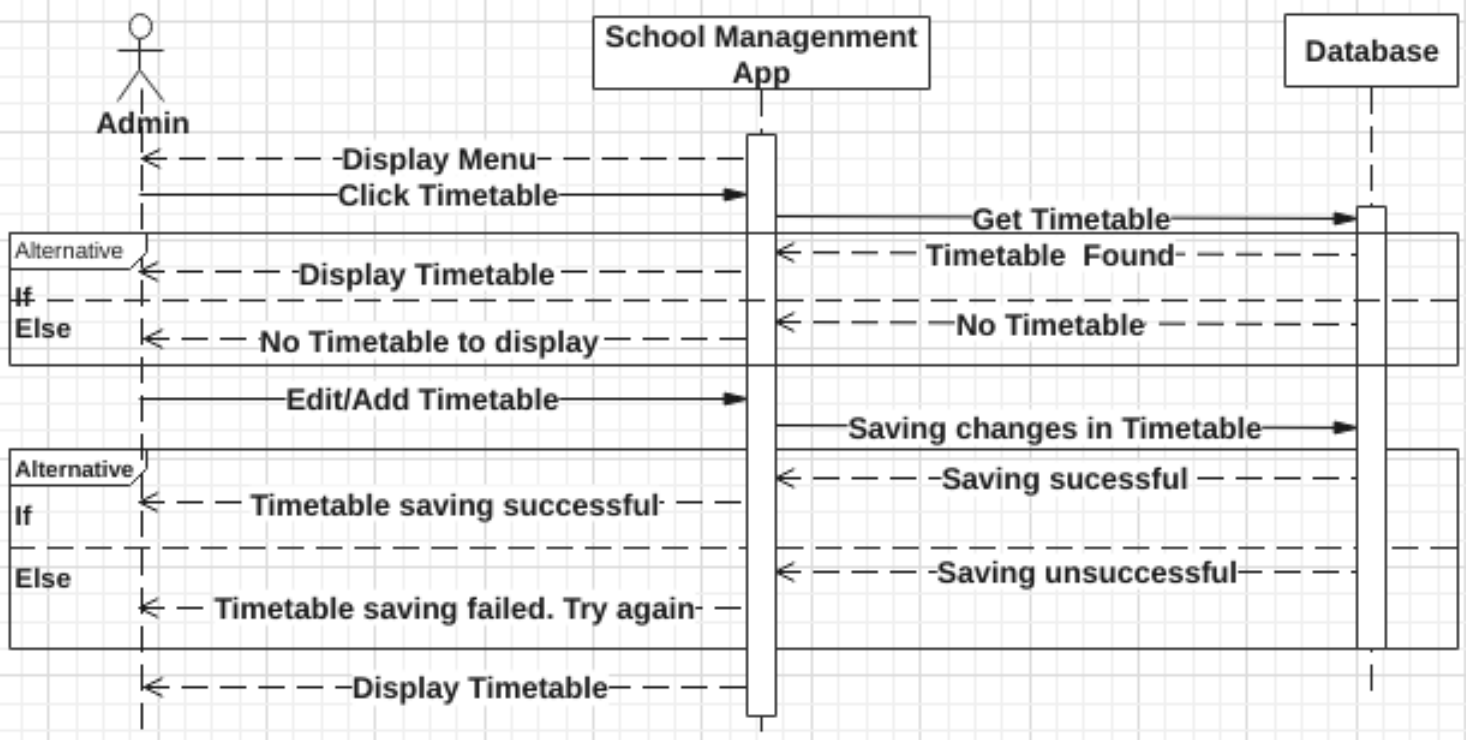 School Managenment
App
Database
Admin
Display Menu
Click Timetable
Get Timetable
Alternative
Timetable  Found
Display Timetable
If
Else
No Timetable
No Timetable to display
Edit/Add Timetable
Saving changes in Timetable
Alternative
Saving sucessful
Timetable saving successful
If
Else
Saving unsuccessful
Timetable saving failed. Try again
Display Timetable